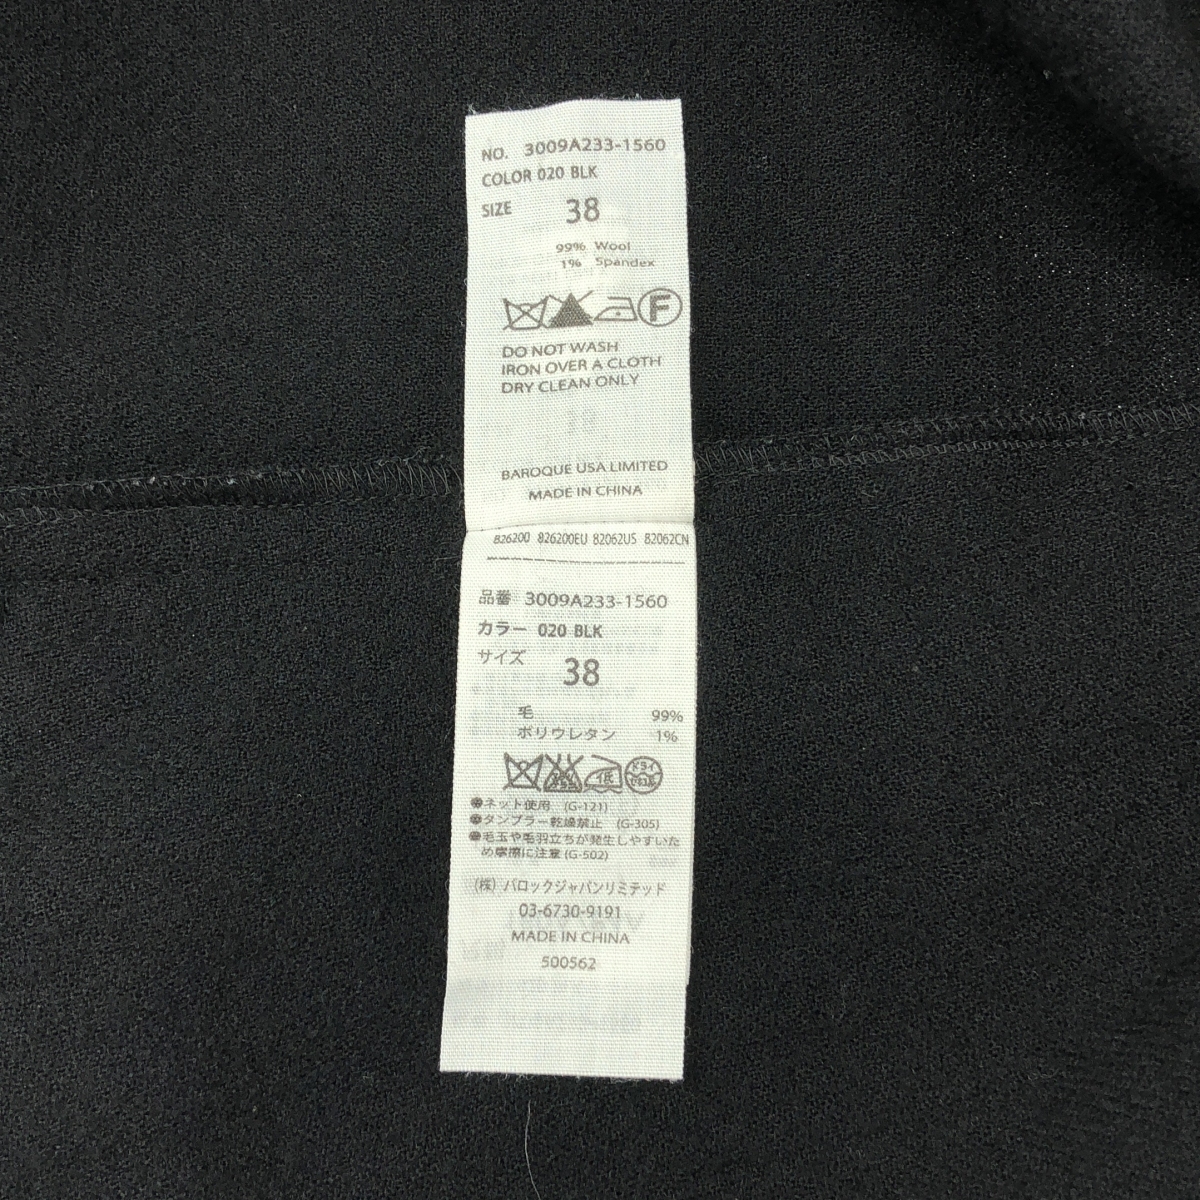 NO. 3009A233-1560
COLOR 020 BLK
SIZE 38
99% Wool
1% Spandex
F
DO NOT WASH
IRON OVER A CLOTH
DRY CLEAN ONLY
BAROQUE USA LIMITED
MADE IN CHINA
826200 826200EU 82062US 82062CN
品番 3009A233-1560
カラー 020 BLK
サイズ 38
毛 99%
ポリウレタン 1%
低 ドライ
●ネット使用 (G-121)
●タンブラー乾燥禁止 (G-305)
●毛玉や毛羽立ちが発生しやすいた
め摩擦に注意(G-502)
(株) バロックジャパンリミテッド
03-6730-9191
MADE IN CHINA
500562